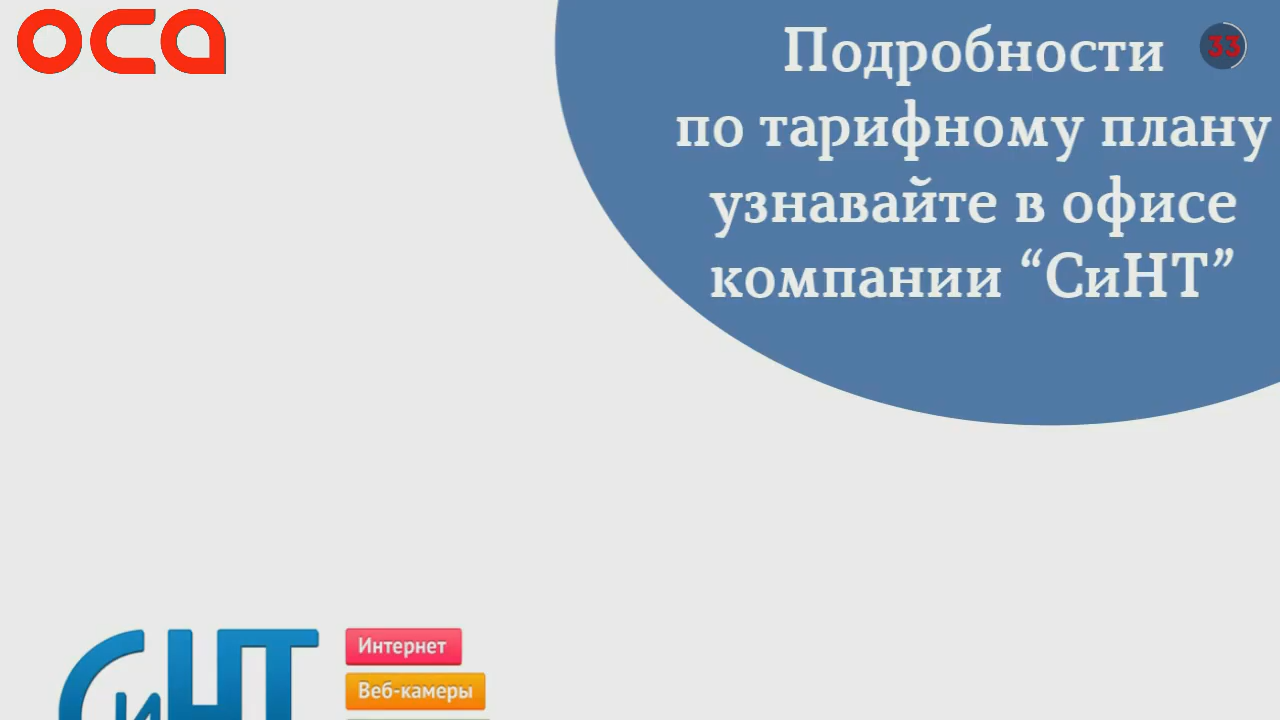 оса
Подробности
33
по тарифному плану
узнавайте в офисе
компании “СиНТ”
СиНТ
Интернет
Веб-камеры